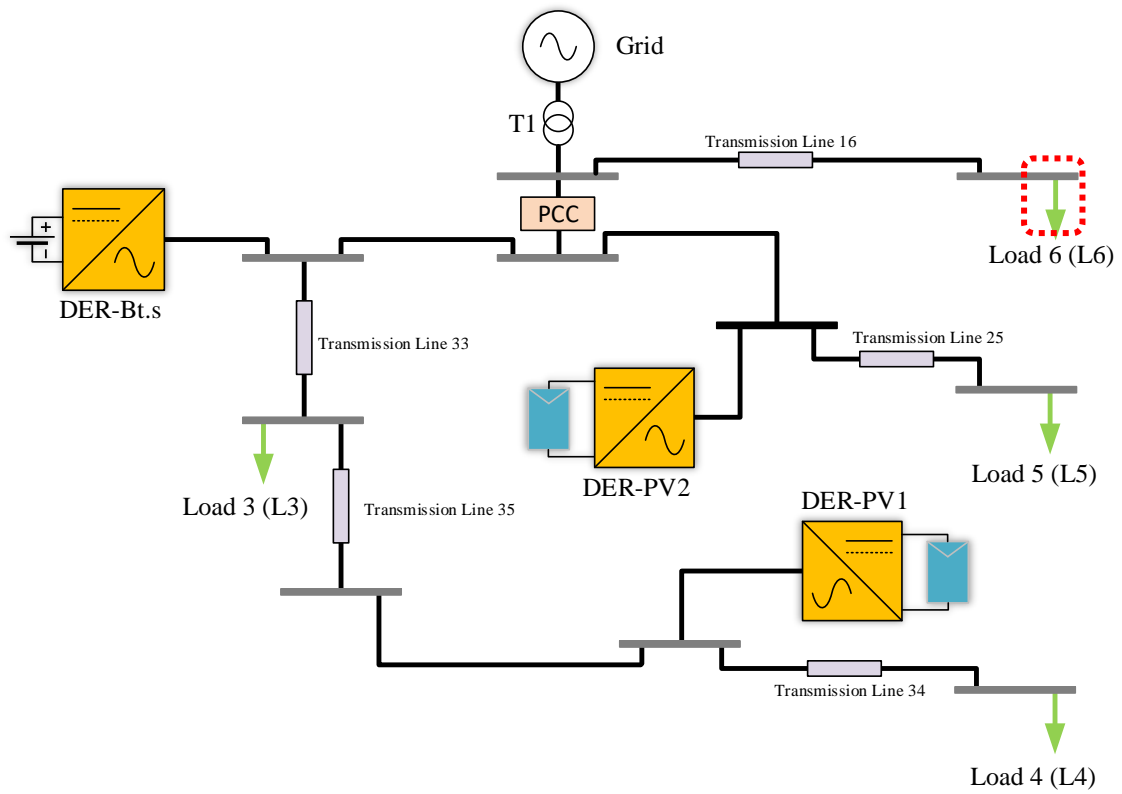 Grid
T1
Transmission Line 16
PCC
Load 6 (L6)
+
-
DER-Bt.s
Transmission Line 33
Transmission Line 25
Load 3 (L3)
DER-PV2
Load 5 (L5)
DER-PV1
Transmission Line 35
Transmission Line 34
Load 4 (L4)